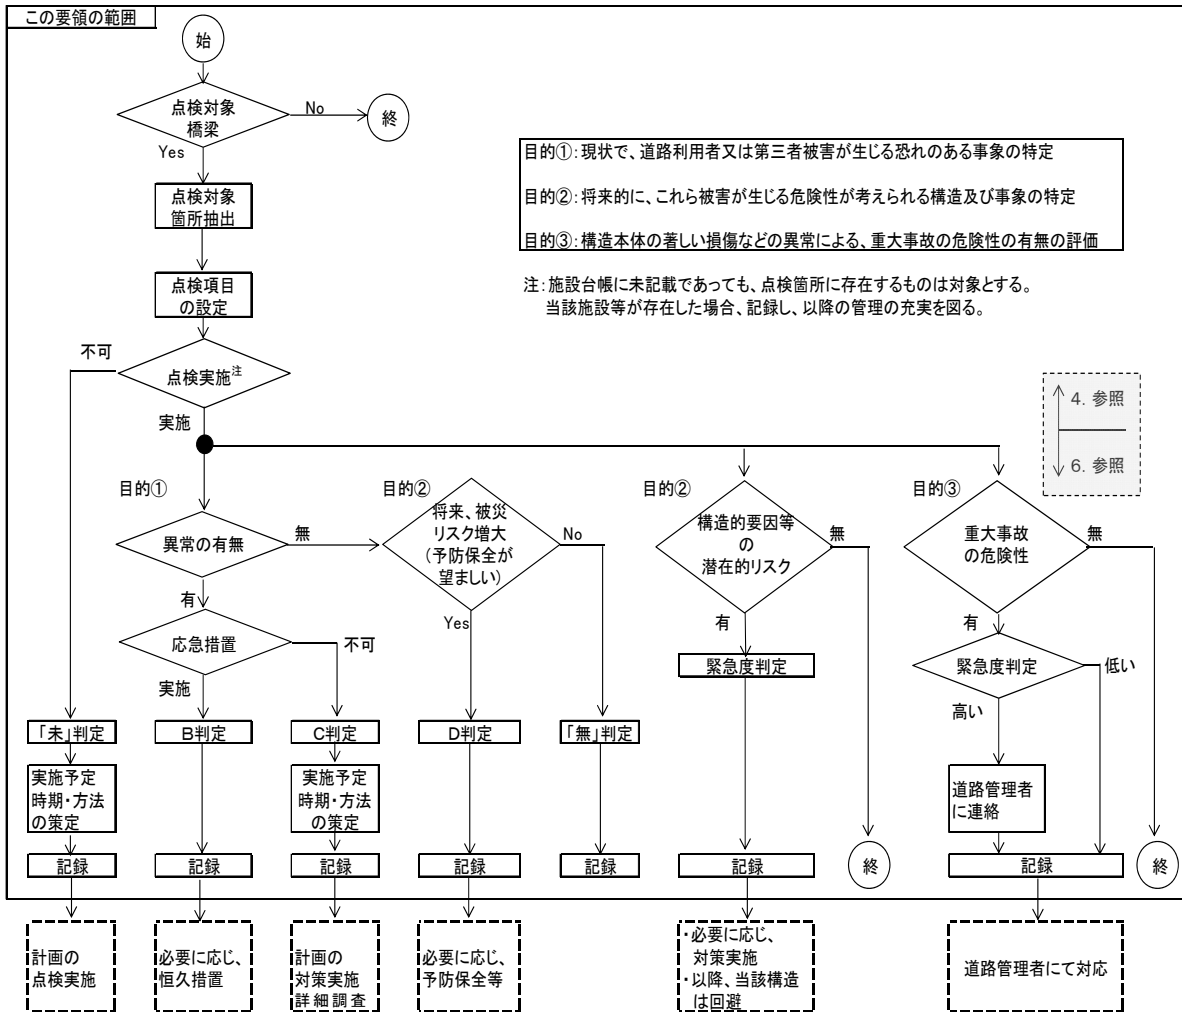 この要領の範囲
始
点検対象
橋梁
No
終
Yes
点検対象
箇所抽出
点検項目
の設定
目的①：現状で、道路利用者又は第三者被害が生じる恐れのある事象の特定
目的②：将来的に、これら被害が生じる危険性が考えられる構造及び事象の特定
目的③：構造本体の著しい損傷などの異常による、重大事故の危険性の有無の評価
注：施設台帳に未記載であっても、点検箇所に存在するものは対象とする。
当該施設等が存在した場合、記録し、以降の管理の充実を図る。
不可
点検実施注
実施
4. 参照
6. 参照
目的①
異常の有無
無
有
目的②
将来、被災
リスク増大
（予防保全が
望ましい）
No
Yes
目的②
構造的要因等
の
潜在的リスク
無
有
目的③
重大事故
の危険性
無
有
応急措置
不可
実施
緊急度判定
緊急度判定
低い
高い
「未」判定
B判定
C判定
D判定
「無」判定
実施予定
時期・方法
の策定
実施予定
時期・方法
の策定
道路管理者
に連絡
記録
記録
記録
記録
記録
記録
終
記録
終
計画の
点検実施
必要に応じ、
恒久措置
計画の
対策実施
詳細調査
必要に応じ、
予防保全等
・必要に応じ、
対策実施
・以降、当該構造
は回避
道路管理者にて対応